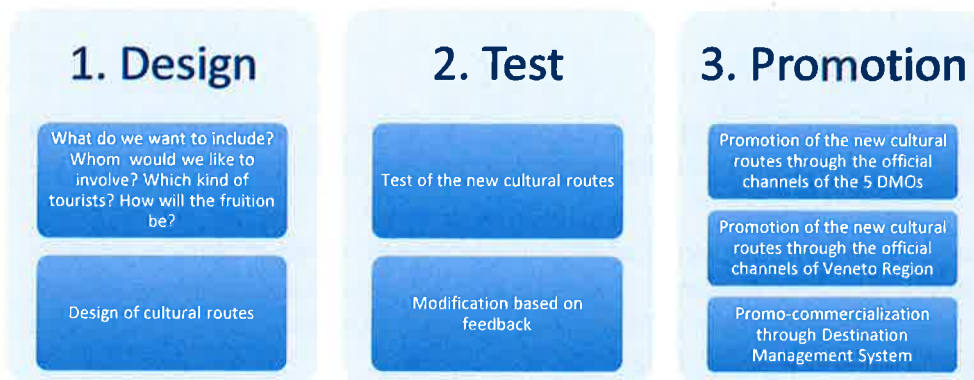 1. Design
What do we want to include?
Whom would we like to
involve? Which kind of
tourists? How will the fruition
be?
Design of cultural routes
2. Test
Test of the new cultural routes
Modification based on
feedback
3. Promotion
Promotion of the new cultural
routes through the official
channels of the 5 DMOs
Promotion of the new cultural
routes through the official
channels of Veneto Region
Promo-commercialization
through Destination
Management System